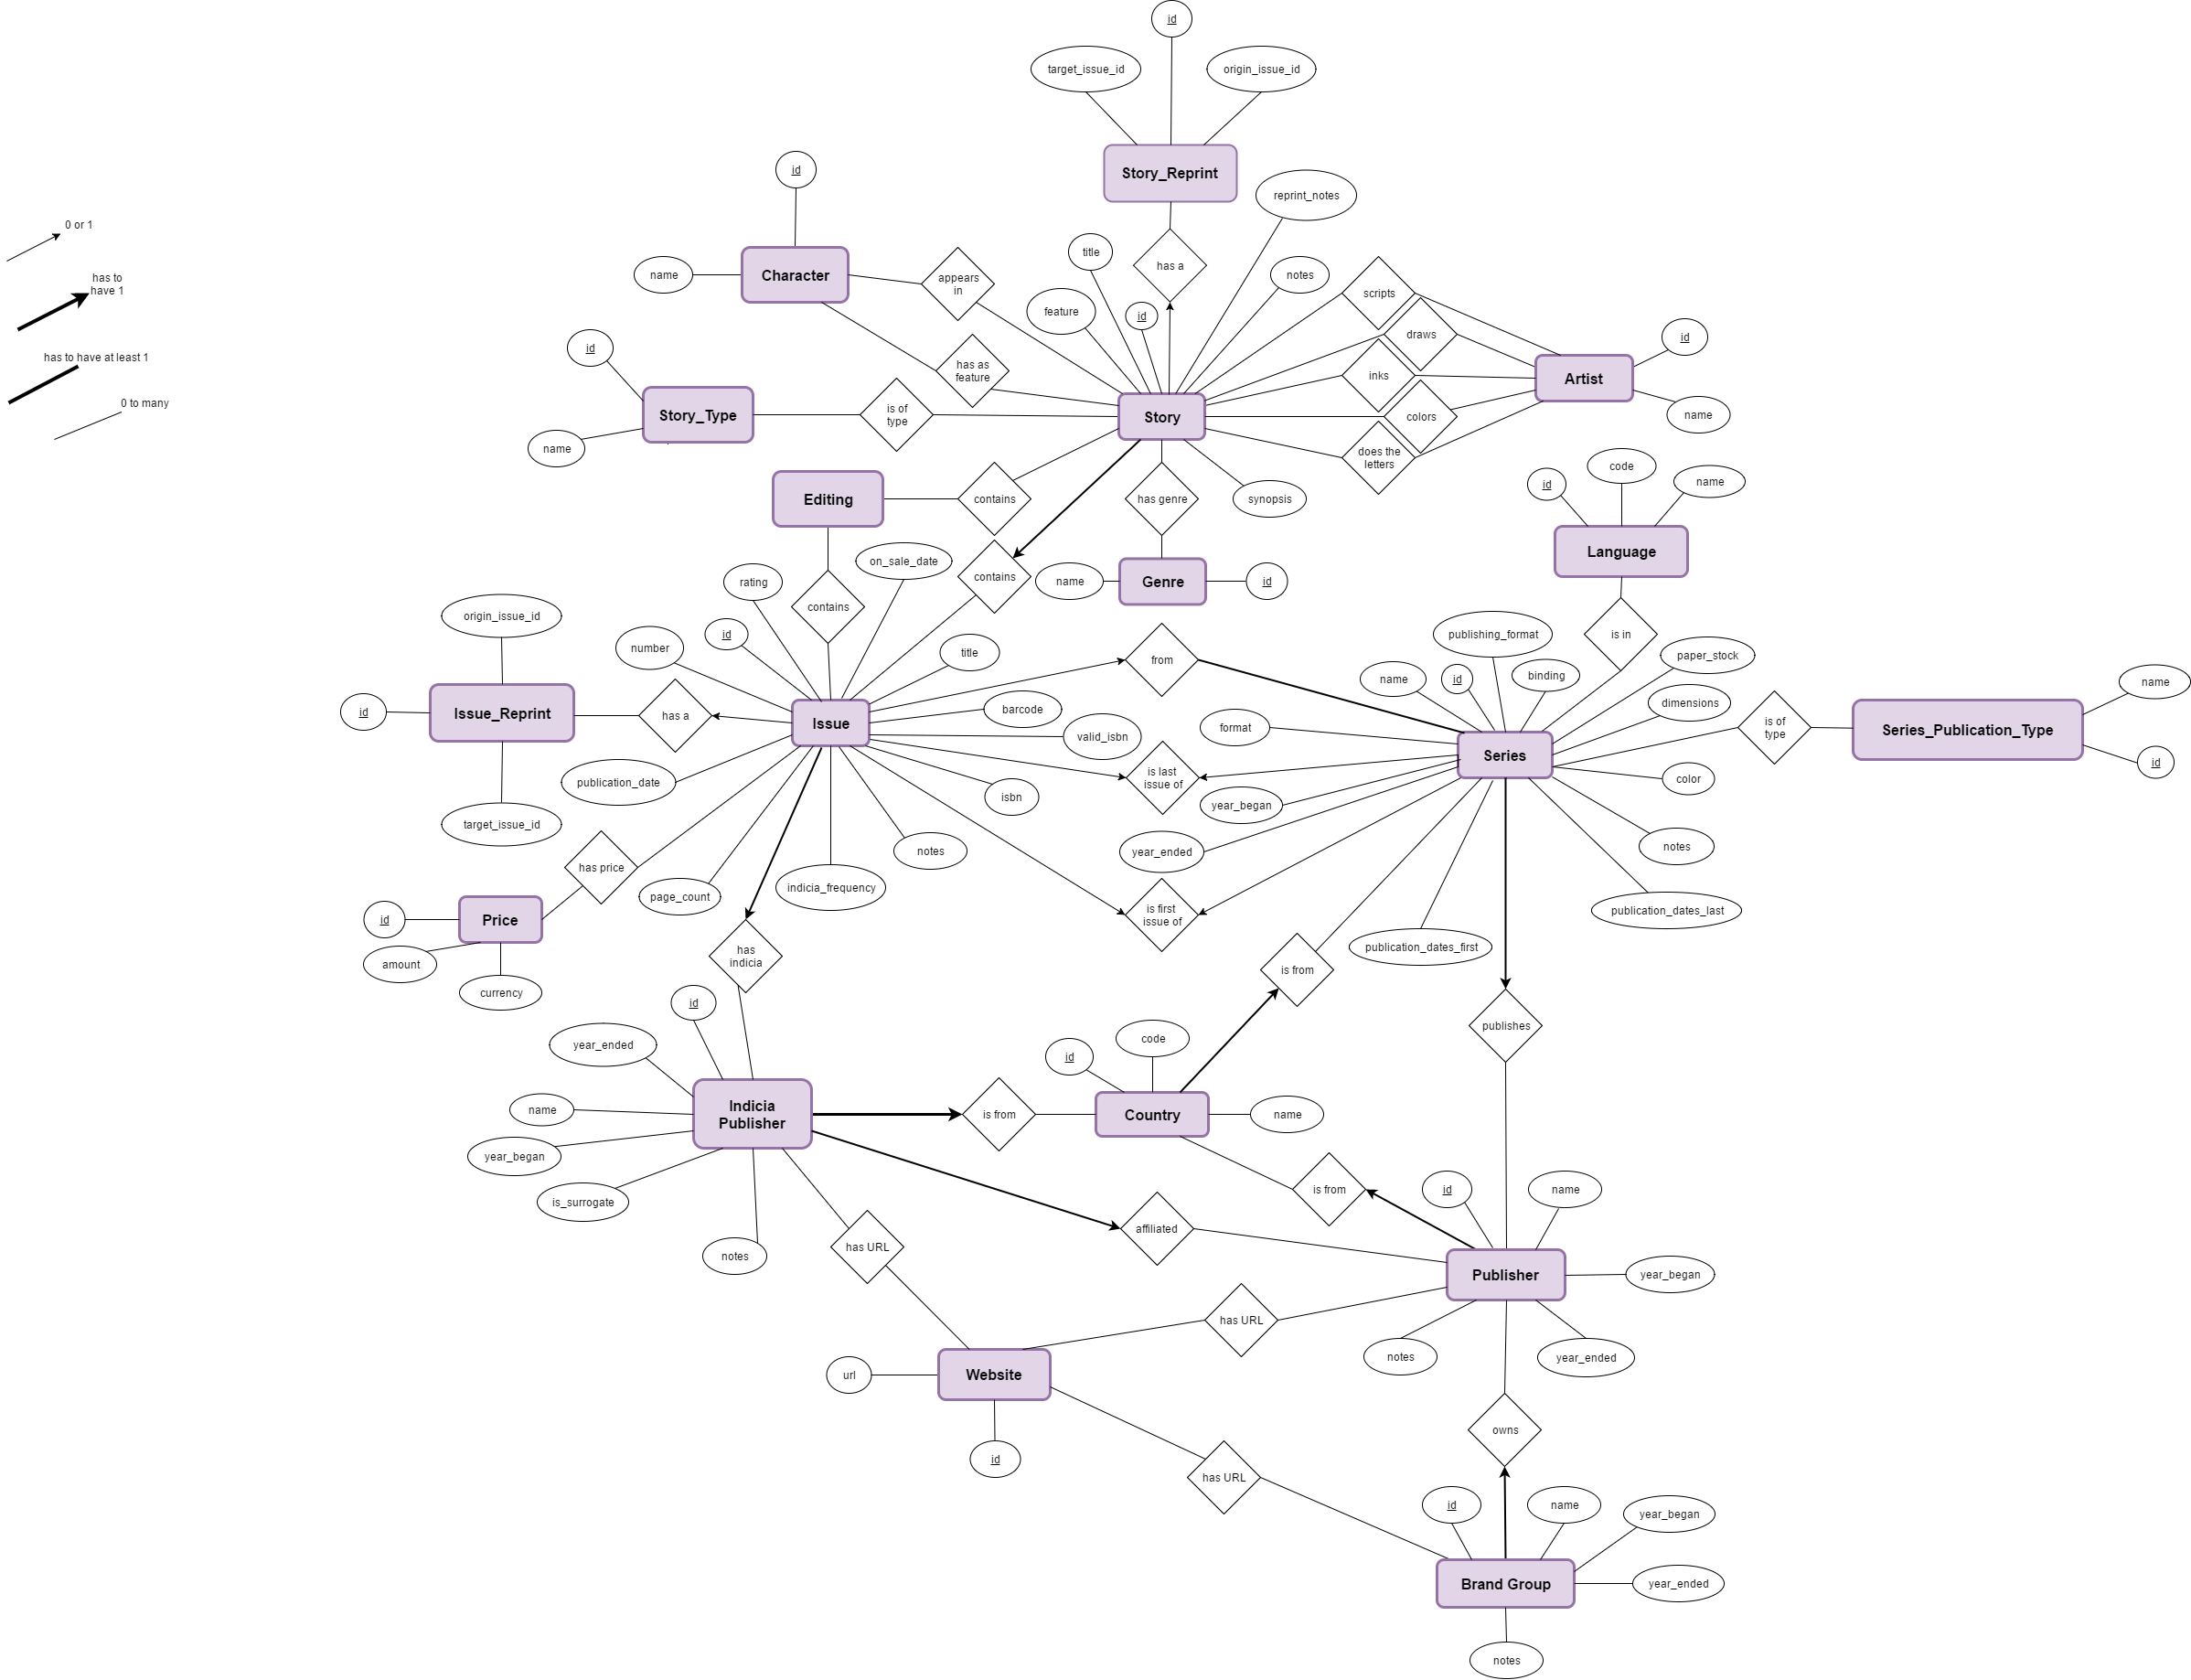 id
target_issue_id
origin_issue_id
Story_Reprint
id
reprint_notes
0 or 1
title
has a
name
Character
appears
in
notes
has to
have 1
scripts
feature
id
draws
id
id
has to have at least 1
has as
feature
inks
Artist
0 to many
Story_Type
is of
type
Story
colors
name
name
does the
letters
code
id
name
Editing
contains
has genre
synopsis
Language
on_sale_date
contains
name
Genre
id
rating
contains
origin_issue_id
number
id
title
from
publishing_format
is in
paper_stock
name
id
binding
name
dimensions
id
Issue_Reprint
has a
Issue
barcode
format
is of
type
Series_Publication_Type
valid_isbn
Series
id
publication_date
is last
issue of
color
isbn
year_began
target_issue_id
year_ended
notes
notes
has price
indicia_frequency
page_count
is first
issue of
publication_dates_last
id
Price
publication_dates_first
has
indicia
amount
is from
currency
id
publishes
year_ended
code
id
name
Indicia
Publisher
is from
Country
name
year_began
is_surrogate
is from
id
name
affiliated
notes
has URL
Publisher
year_began
has URL
notes
year_ended
url
Website
owns
id
has URL
id
name
year_began
Brand Group
year_ended
notes